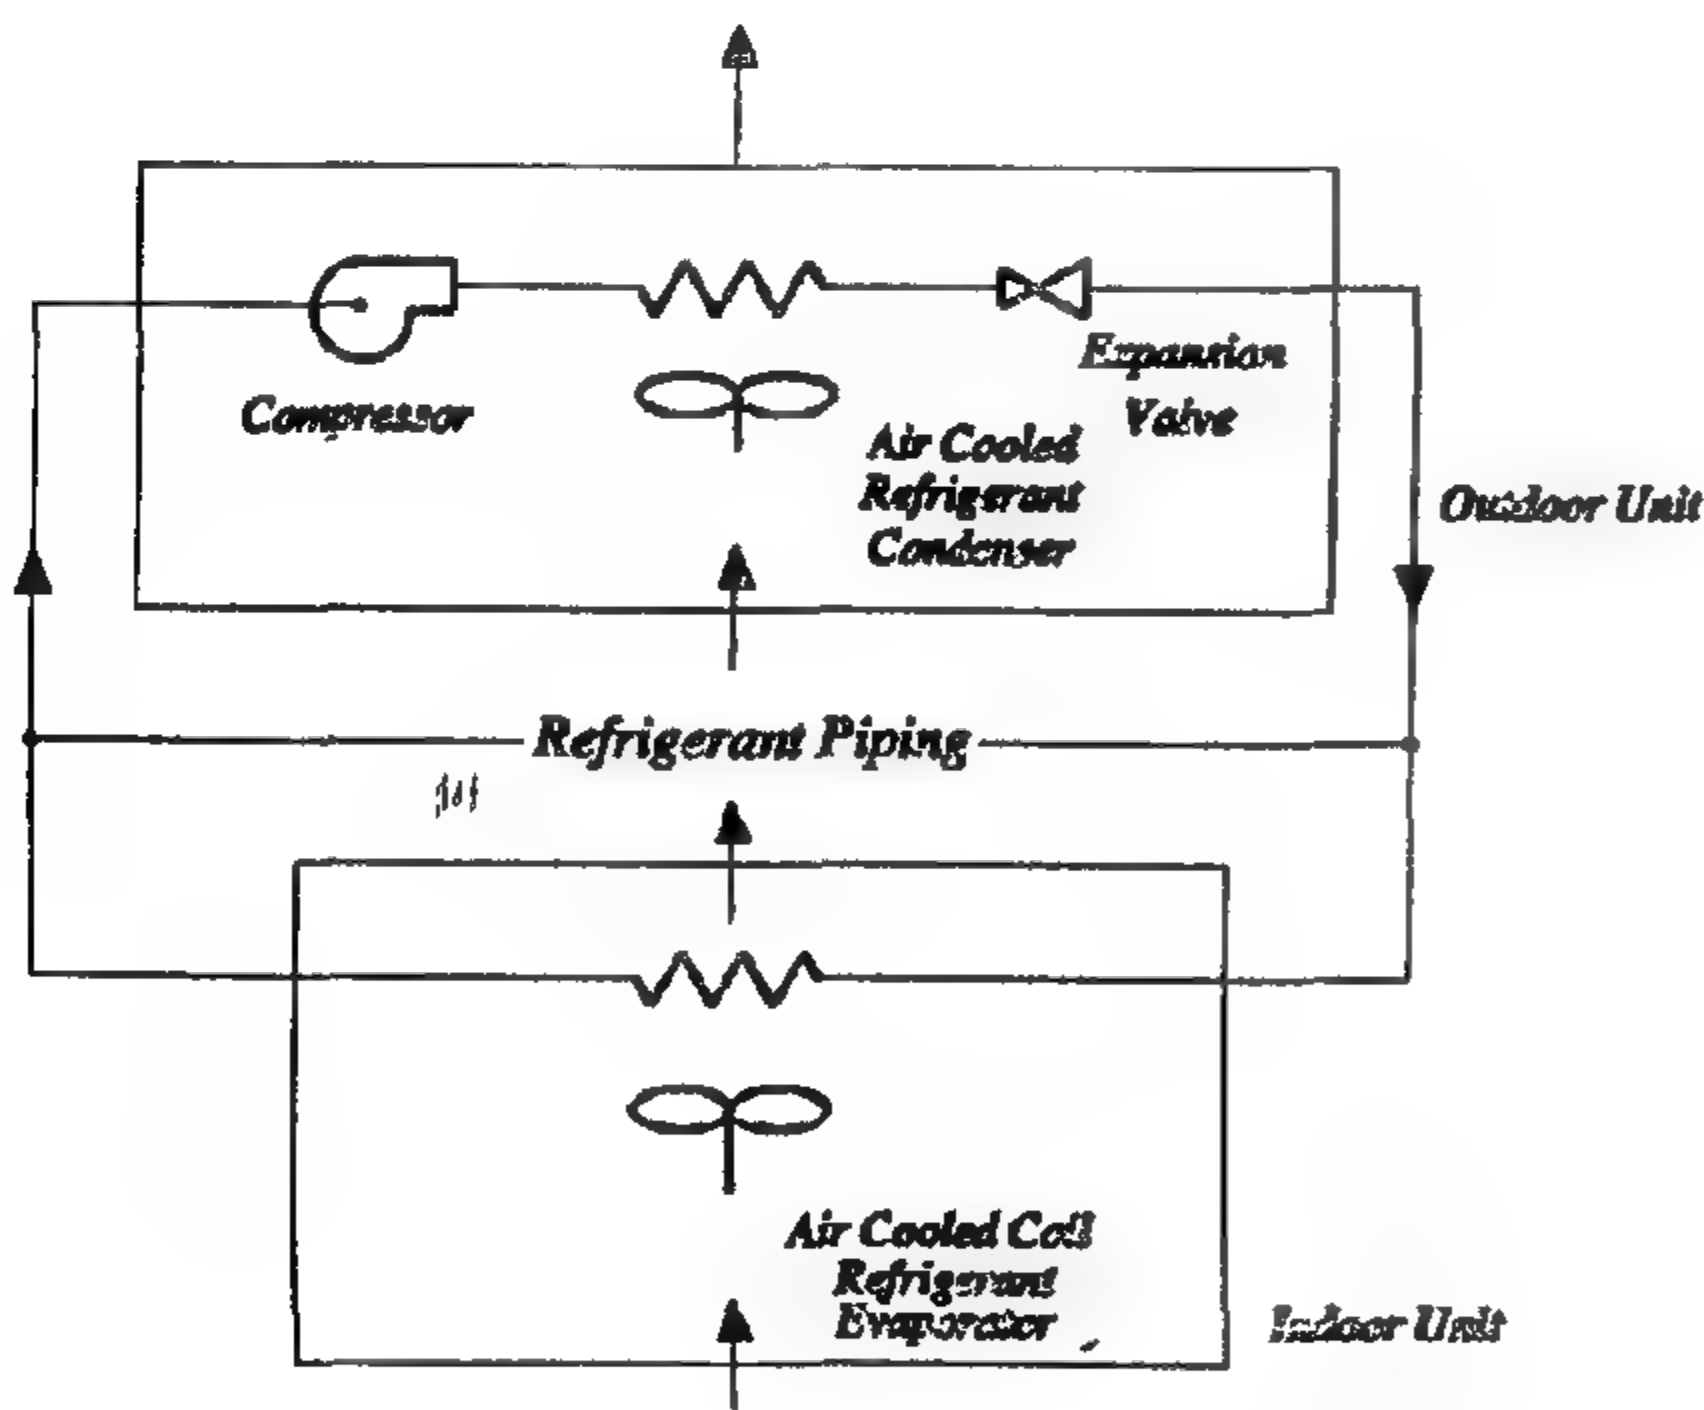 Compressor
Expansion
Valve
Air Cooled
Refrigerant
Condenser
Outdoor Unit
Refrigerant Piping
Air Cooled Coil
Refrigerant
Evaporator
Indoor Unit